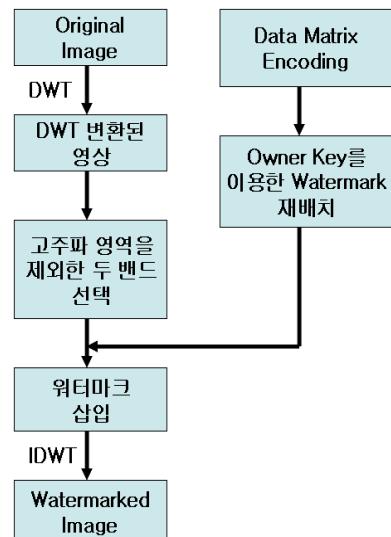 Original
Image
DWT
DWT 변환된
영상
고주파 영역을
제외한 두 밴드
선택
Data Matrix
Encoding
Owner Key를
이용한 Watermark
재배치
워터마크
삽입
IDWT
Watermarked
Image